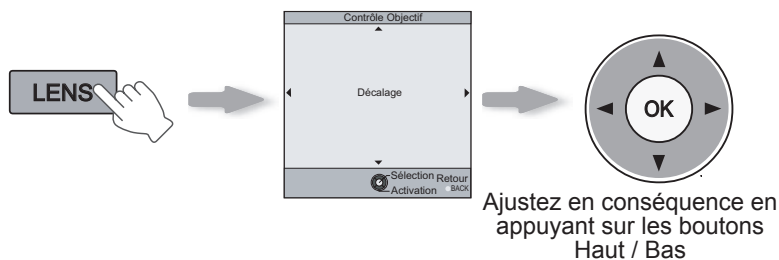 LENS
Contrôle Objectif
Décalage
Sélection
Activation
Retour
BACK
OK
Ajustez en conséquence en
appuyant sur les boutons
Haut / Bas